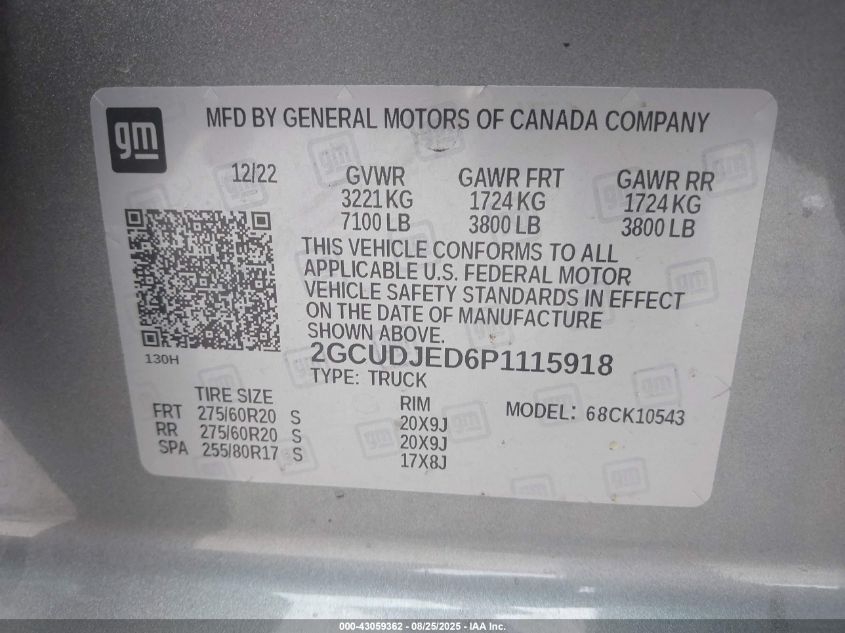 gm
MFD BY GENERAL MOTORS OF CANADA COMPANY
12/22 GVWR GAWR FRT GAWR RR
3221 KG 1724 KG 1724 KG
7100 LB 3800 LB 3800 LB
THIS VEHICLE CONFORMS TO ALL
APPLICABLE U.S. FEDERAL MOTOR
VEHICLE SAFETY STANDARDS IN EFFECT
ON THE DATE OF MANUFACTURE
SHOWN ABOVE.
130H
2GCUDJED6P1115918
TYPE: TRUCK
TIRE SIZE RIM MODEL: 68CK10543
FRT 275/60R20 S 20X9J
RR 275/60R20 S 20X9J
SPA 255/80R17 S 17X8J
000-43059362 - 08/25/2025 - IAA Inc.